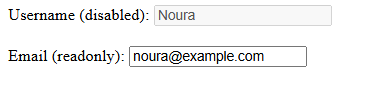 Username (disabled): Noura
Email (readonly): noura@example.com